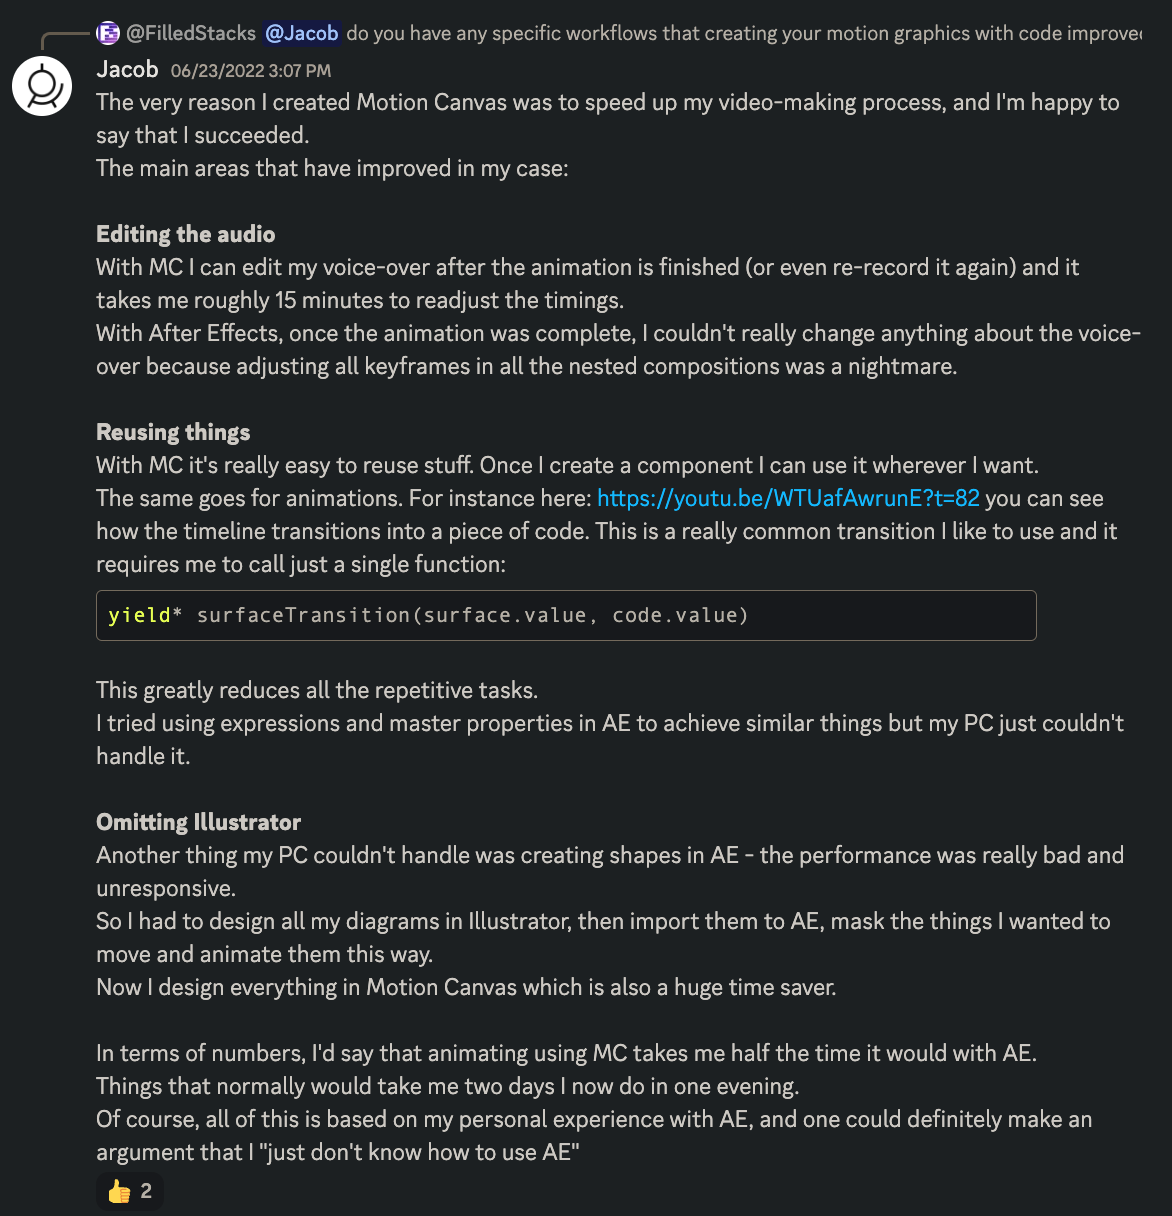 @FilledStacks @Jacob do you have any specific workflows that creating your motion graphics with code improved
Jacob 06/23/2022 3:07 PM
The very reason I created Motion Canvas was to speed up my video-making process, and I'm happy to
say that I succeeded.
The main areas that have improved in my case:
Editing the audio
With MC I can edit my voice-over after the animation is finished (or even re-record it again) and it
takes me roughly 15 minutes to readjust the timings.
With After Effects, once the animation was complete, I couldn't really change anything about the voice-
over because adjusting all keyframes in all the nested compositions was a nightmare.
Reusing things
With MC it's really easy to reuse stuff. Once I create a component I can use it wherever I want.
The same goes for animations. For instance here: https://youtu.be/WTUafAwrunE?t=82 you can see
how the timeline transitions into a piece of code. This is a really common transition I like to use and it
requires me to call just a single function:
yield* surfaceTransition(surface.value, code.value)
This greatly reduces all the repetitive tasks.
I tried using expressions and master properties in AE to achieve similar things but my PC just couldn't
handle it.
Omitting Illustrator
Another thing my PC couldn't handle was creating shapes in AE - the performance was really bad and
unresponsive.
So I had to design all my diagrams in Illustrator, then import them to AE, mask the things I wanted to
move and animate them this way.
Now I design everything in Motion Canvas which is also a huge time saver.
In terms of numbers, I'd say that animating using MC takes me half the time it would with AE.
Things that normally would take me two days I now do in one evening.
Of course, all of this is based on my personal experience with AE, and one could definitely make an
argument that I "just don't know how to use AE"
👍 2